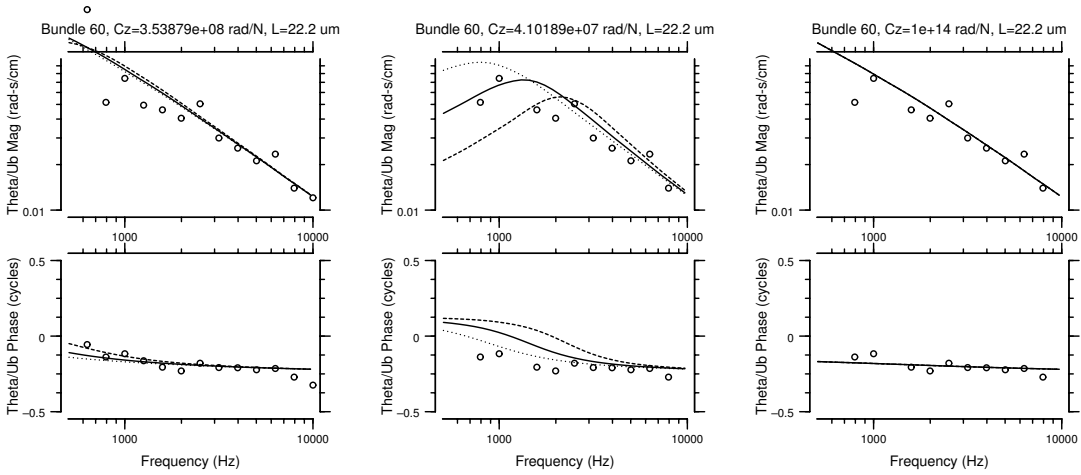 Bundle 60, Cz=3.53879e+08 rad/N, L=22.2 um
Theta/Ub Mag (rad-s/cm)
0.01
1000 10000
Theta/Ub Phase (cycles)
0.5
0
−0.5
1000 10000
Frequency (Hz)
Bundle 60, Cz=4.10189e+07 rad/N, L=22.2 um
Theta/Ub Mag (rad-s/cm)
0.01
1000 10000
Theta/Ub Phase (cycles)
0.5
0
−0.5
1000 10000
Frequency (Hz)
Bundle 60, Cz=1e+14 rad/N, L=22.2 um
Theta/Ub Mag (rad-s/cm)
0.01
1000 10000
Theta/Ub Phase (cycles)
0.5
0
−0.5
1000 10000
Frequency (Hz)